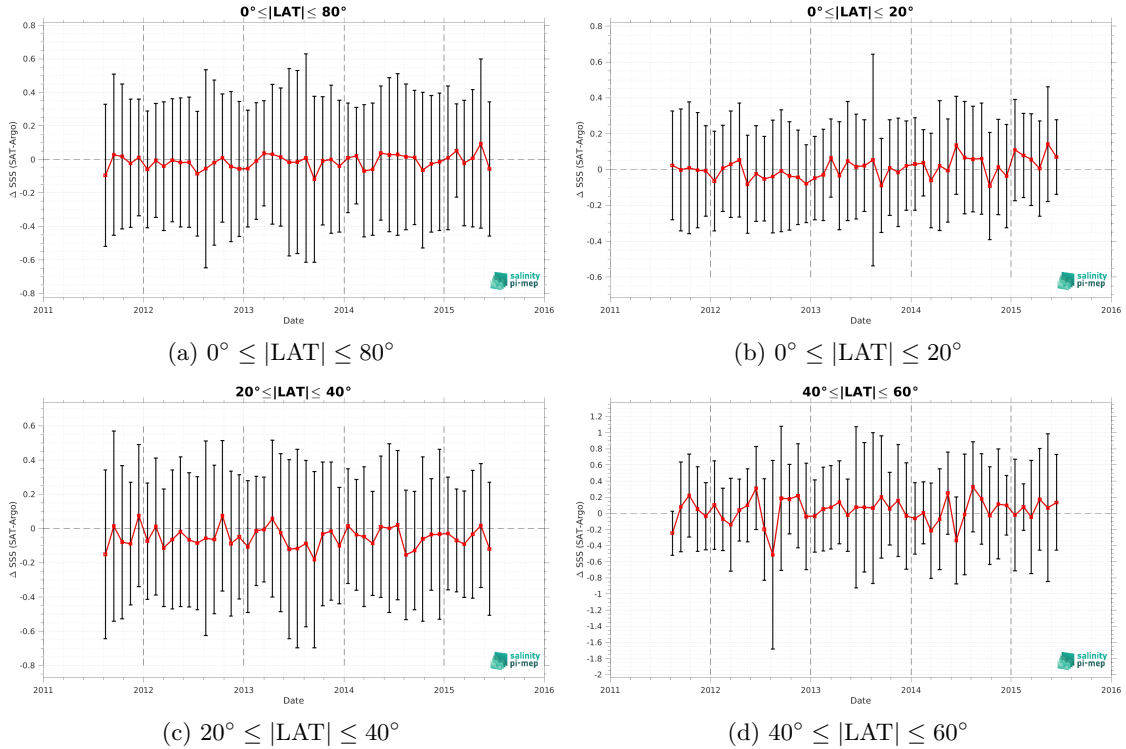 0°≤|LAT|≤ 80°
Δ SSS (SAT-Argo)
0.8
0.6
0.4
0.2
0
-0.2
-0.4
-0.6
-0.8
2011 2012 2013 2014 2015 2016
Date
salinity
pi-mep
(a) 0° ≤ |LAT| ≤ 80°
0°≤|LAT|≤ 20°
Δ SSS (SAT-Argo)
0.8
0.6
0.4
0.2
0
-0.2
-0.4
-0.6
2011 2012 2013 2014 2015 2016
Date
salinity
pi-mep
(b) 0° ≤ |LAT| ≤ 20°
20°≤|LAT|≤ 40°
Δ SSS (SAT-Argo)
0.6
0.4
0.2
0
-0.2
-0.4
-0.6
-0.8
2011 2012 2013 2014 2015 2016
Date
salinity
pi-mep
(c) 20° ≤ |LAT| ≤ 40°
40°≤|LAT|≤ 60°
Δ SSS (SAT-Argo)
1.2
1
0.8
0.6
0.4
0.2
0
-0.2
-0.4
-0.6
-0.8
-1
-1.2
-1.4
-1.6
-1.8
-2
2011 2012 2013 2014 2015 2016
Date
salinity
pi-mep
(d) 40° ≤ |LAT| ≤ 60°